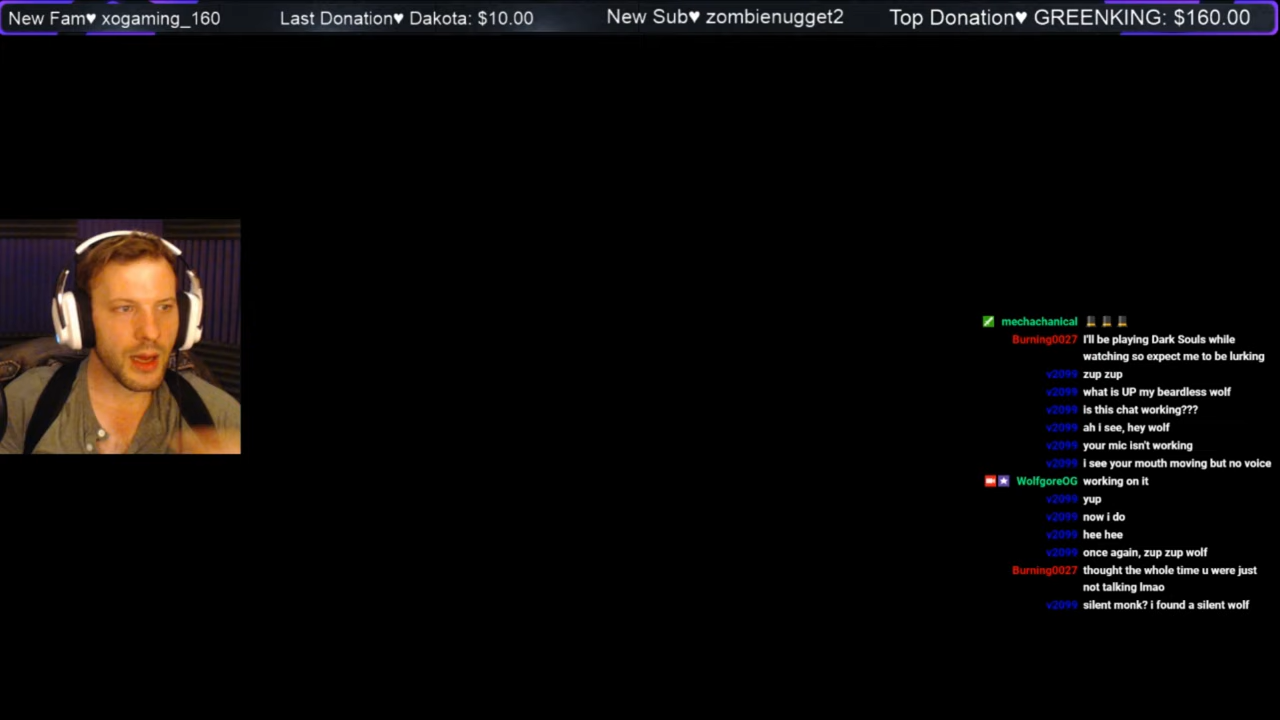 New Fam♥ xogaming_160
Last Donation♥ Dakota: $10.00
New Sub♥ zombienugget2
Top Donation♥ GREENKING: $160.00
mechachanical
Burning0027 I'll be playing Dark Souls while
watching so expect me to be lurking
v2099 zup zup
v2099 what is UP my beardless wolf
v2099 is this chat working???
v2099 ah i see, hey wolf
v2099 your mic isn't working
v2099 i see your mouth moving but no voice
WolfgoreOG working on it
v2099 yup
v2099 now i do
v2099 hee hee
v2099 once again, zup zup wolf
Burning0027 thought the whole time u were just
not talking lmao
v2099 silent monk? i found a silent wolf